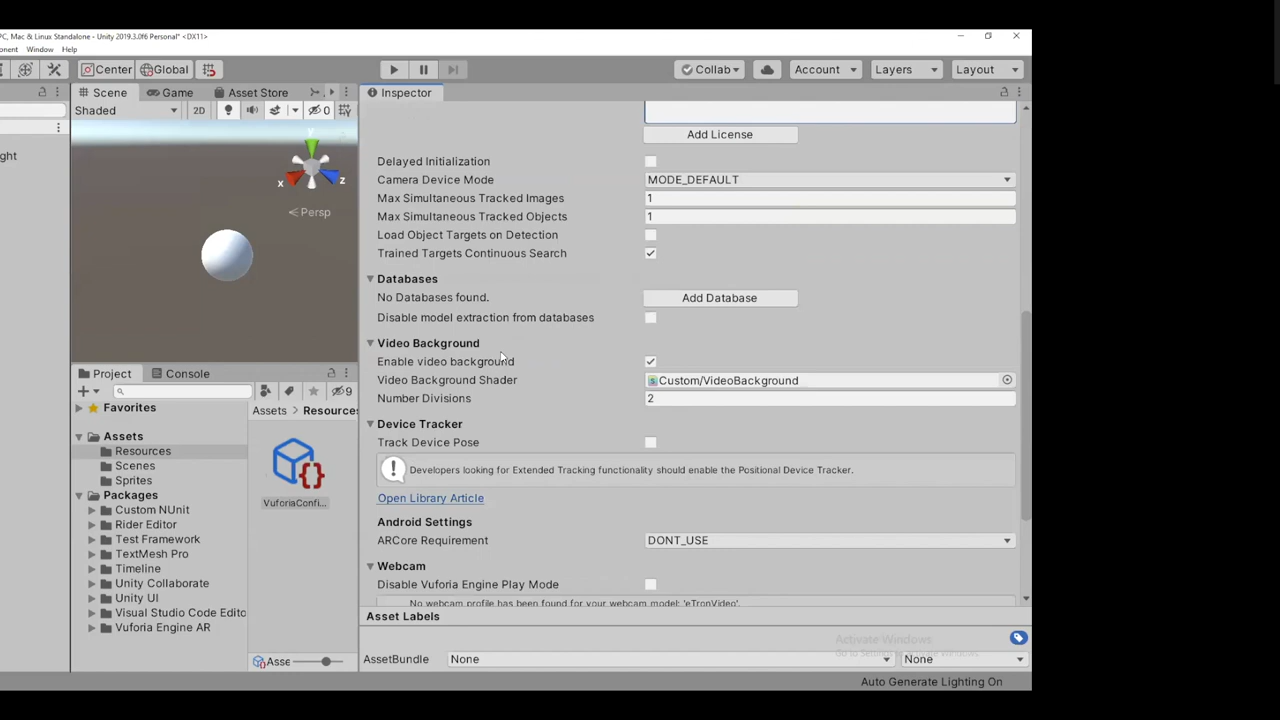 PC, Mac & Linux Standalone - Unity 2019.3.0f6 Personal* <DX11>
onent Window Help
Center Global Collab Account Layers Layout
Scene Game Asset Store Inspector
Shaded 2D 0
y
x z
Persp
ght
Add License
Delayed Initialization
Camera Device Mode MODE_DEFAULT
Max Simultaneous Tracked Images 1
Max Simultaneous Tracked Objects 1
Load Object Targets on Detection
Trained Targets Continuous Search
Databases
No Databases found. Add Database
Disable model extraction from databases
Video Background
Enable video background
Video Background Shader Custom/VideoBackground
Number Divisions 2
Device Tracker
Track Device Pose
Developers looking for Extended Tracking functionality should enable the Positional Device Tracker.
Open Library Article
Android Settings
ARCore Requirement DONT_USE
Webcam
Disable Vuforia Engine Play Mode
No webcam profile has been found for your webcam model: 'eTronVideo'.
Asset Labels
AssetBundle None None
Activate Windows
Go to Settings to activate Windows.
Auto Generate Lighting On
Project Console
9
Favorites
Assets
Resources
Scenes
Sprites
Packages
Custom NUnit
Rider Editor
Test Framework
TextMesh Pro
Timeline
Unity Collaborate
Unity UI
Visual Studio Code Edito
Vuforia Engine AR
Assets Resource
VuforiaConfi...
Asse